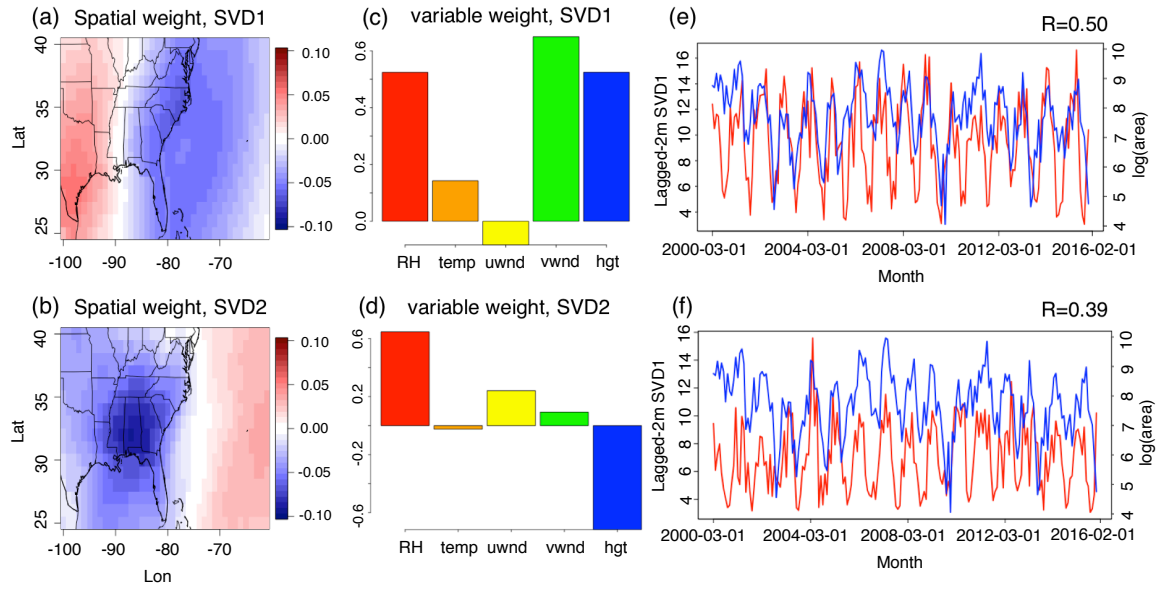 (a) Spatial weight, SVD1
40
35
30
25
Lat
-100 -90 -80 -70
0.10
0.05
0.00
-0.05
-0.10
(c) variable weight, SVD1
0.6
0.4
0.2
0.0
RH temp uwnd vwnd hgt
(e) R=0.50
Lagged-2m SVD1
16
14
12
10
8
6
4
10
9
8
7
6
5
4
log(area)
2000-03-01 2004-03-01 2008-03-01 2012-03-01 2016-02-01
Month
(b) Spatial weight, SVD2
40
35
30
25
Lat
-100 -90 -80 -70
Lon
0.10
0.05
0.00
-0.05
-0.10
(d) variable weight, SVD2
0.6
0.2
-0.2
-0.6
RH temp uwnd vwnd hgt
(f) R=0.39
Lagged-2m SVD1
16
14
12
10
8
6
4
10
9
8
7
6
5
4
log(area)
2000-03-01 2004-03-01 2008-03-01 2012-03-01 2016-02-01
Month